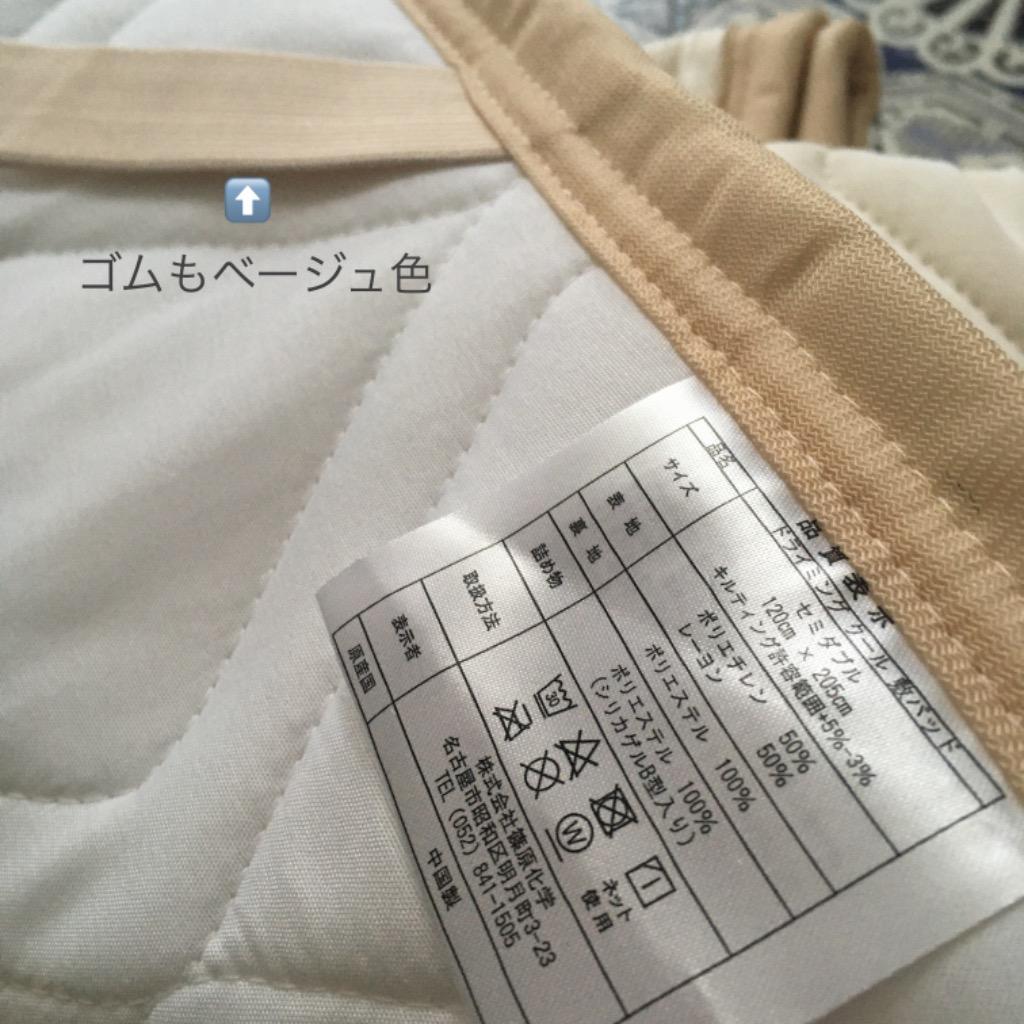 ゴムもベージュ色
品質表示
品名 ドライミングクール敷パッド
サイズ セミダブル
120cm × 205cm
キルティング許容範囲+5%-3%
表地 ポリエチレン 50%
レーヨン 50%
裏地 ポリエステル 100%
詰め物 ポリエステル 100%
(シリカゲルB型入り)
取扱方法
30
W
ネット
使用
表示者 株式会社篠原化学
名古屋市昭和区明月町3-23
TEL (052) 841-1505
原産国 中国製